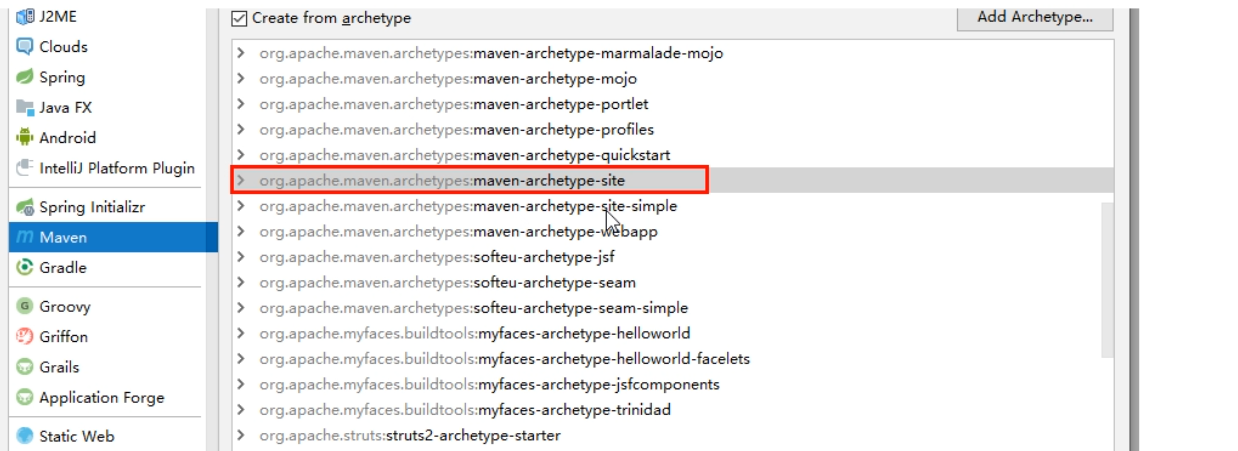 J2ME
Clouds
Spring
Java FX
Android
IntelliJ Platform Plugin
Spring Initializr
Maven
Gradle
Groovy
Griffon
Grails
Application Forge
Static Web
Create from archetype
Add Archetype...
org.apache.maven.archetypes:maven-archetype-marmalade-mojo
org.apache.maven.archetypes:maven-archetype-mojo
org.apache.maven.archetypes:maven-archetype-portlet
org.apache.maven.archetypes:maven-archetype-profiles
org.apache.maven.archetypes:maven-archetype-quickstart
org.apache.maven.archetypes:maven-archetype-site
org.apache.maven.archetypes:maven-archetype-site-simple
org.apache.maven.archetypes:maven-archetype-webapp
org.apache.maven.archetypes:softeu-archetype-jsf
org.apache.maven.archetypes:softeu-archetype-seam
org.apache.maven.archetypes:softeu-archetype-seam-simple
org.apache.myfaces.buildtools:myfaces-archetype-helloworld
org.apache.myfaces.buildtools:myfaces-archetype-helloworld-facelets
org.apache.myfaces.buildtools:myfaces-archetype-jsfcomponents
org.apache.myfaces.buildtools:myfaces-archetype-trinidad
org.apache.struts:struts2-archetype-starter